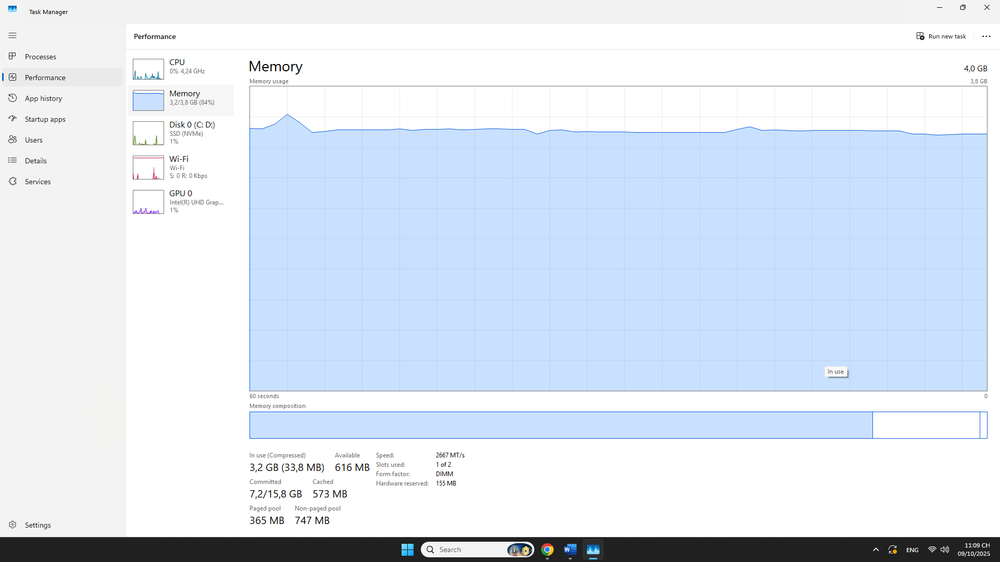 Task Manager
Processes
Performance
App history
Startup apps
Users
Details
Services
Settings
Performance
Run new task
CPU
0% 4,24 GHz
Memory
3,2/3,8 GB (84%)
Disk 0 (C: D:)
SSD (NVMe)
1%
Wi-Fi
Wi-Fi
S: 0 R: 0 Kbps
GPU 0
Intel(R) UHD Grap...
1%
Memory
4,0 GB
Memory usage
3,8 GB
In use
60 seconds
0
Memory composition
In use (Compressed)
3,2 GB (33,8 MB)
Available
616 MB
Committed
7,2/15,8 GB
Cached
573 MB
Paged pool
365 MB
Non-paged pool
747 MB
Speed: 2667 MT/s
Slots used: 1 of 2
Form factor: DIMM
Hardware reserved: 155 MB
Search
W
ENG
11:09 CH
09/10/2025